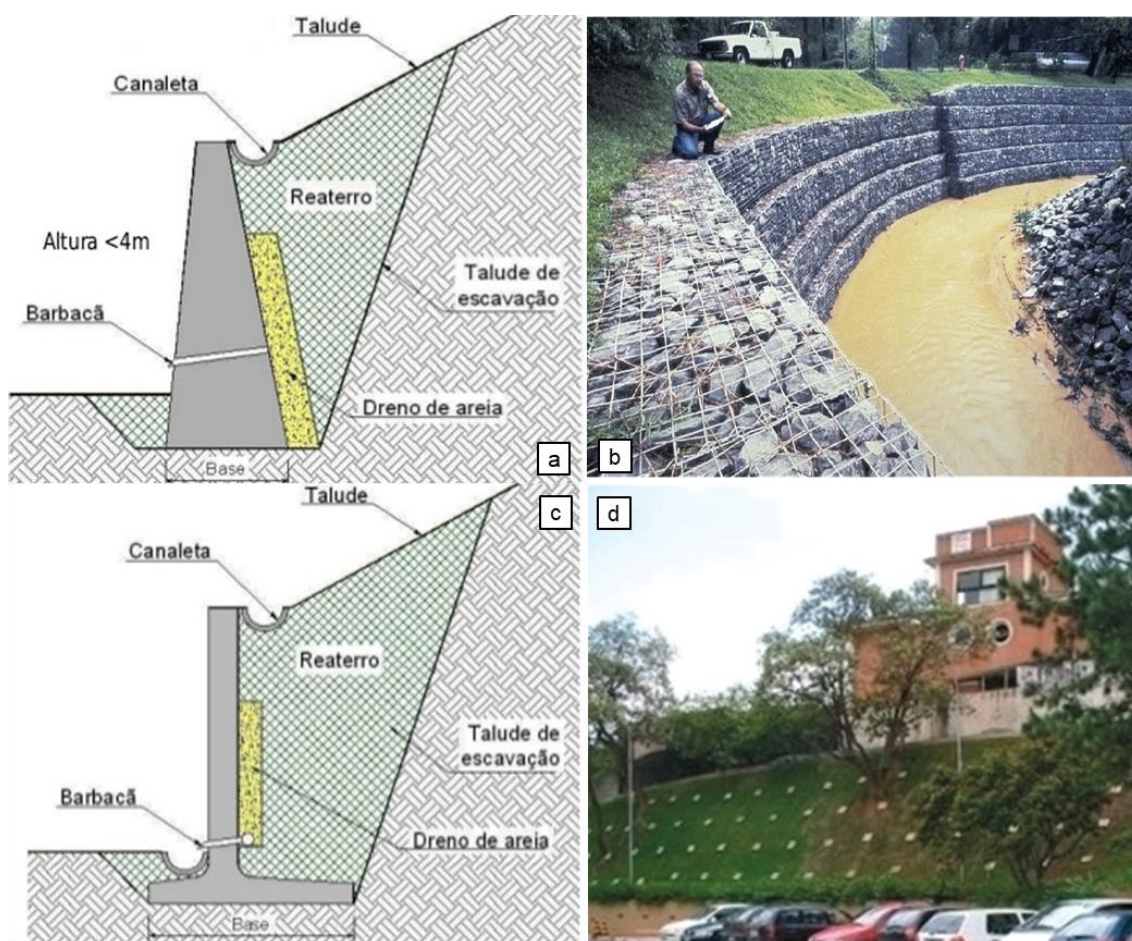 Talude
Canaleta
Reaterro
Altura <4m
Talude de
escavação
Barbacã
Dreno de areia
Base
a
b
Talude
c
d
Canaleta
Reaterro
Talude de
escavação
Barbacã
Dreno de areia
Base